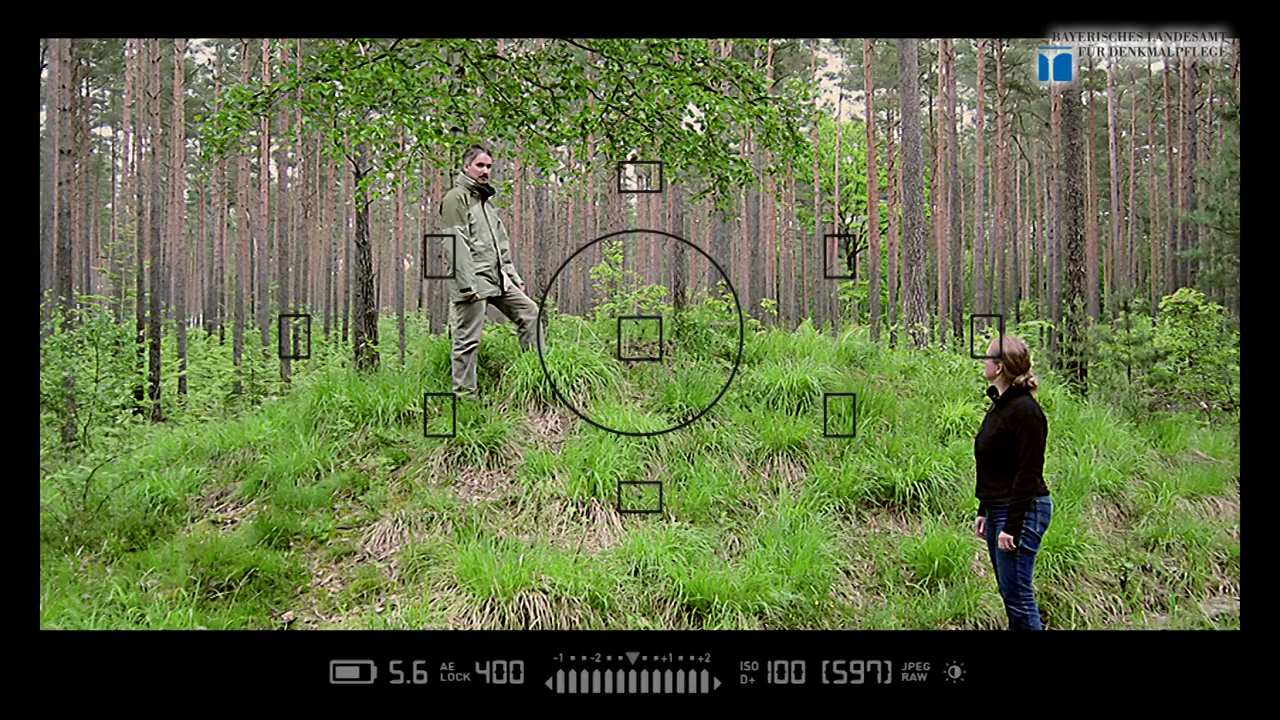 BAYERISCHES LANDESAMT
FÜR DENKMALPFLEGE
5.6 AE LOCK 400 -1 -2 +1 +2 ISO D+ 100 [597] JPEG RAW